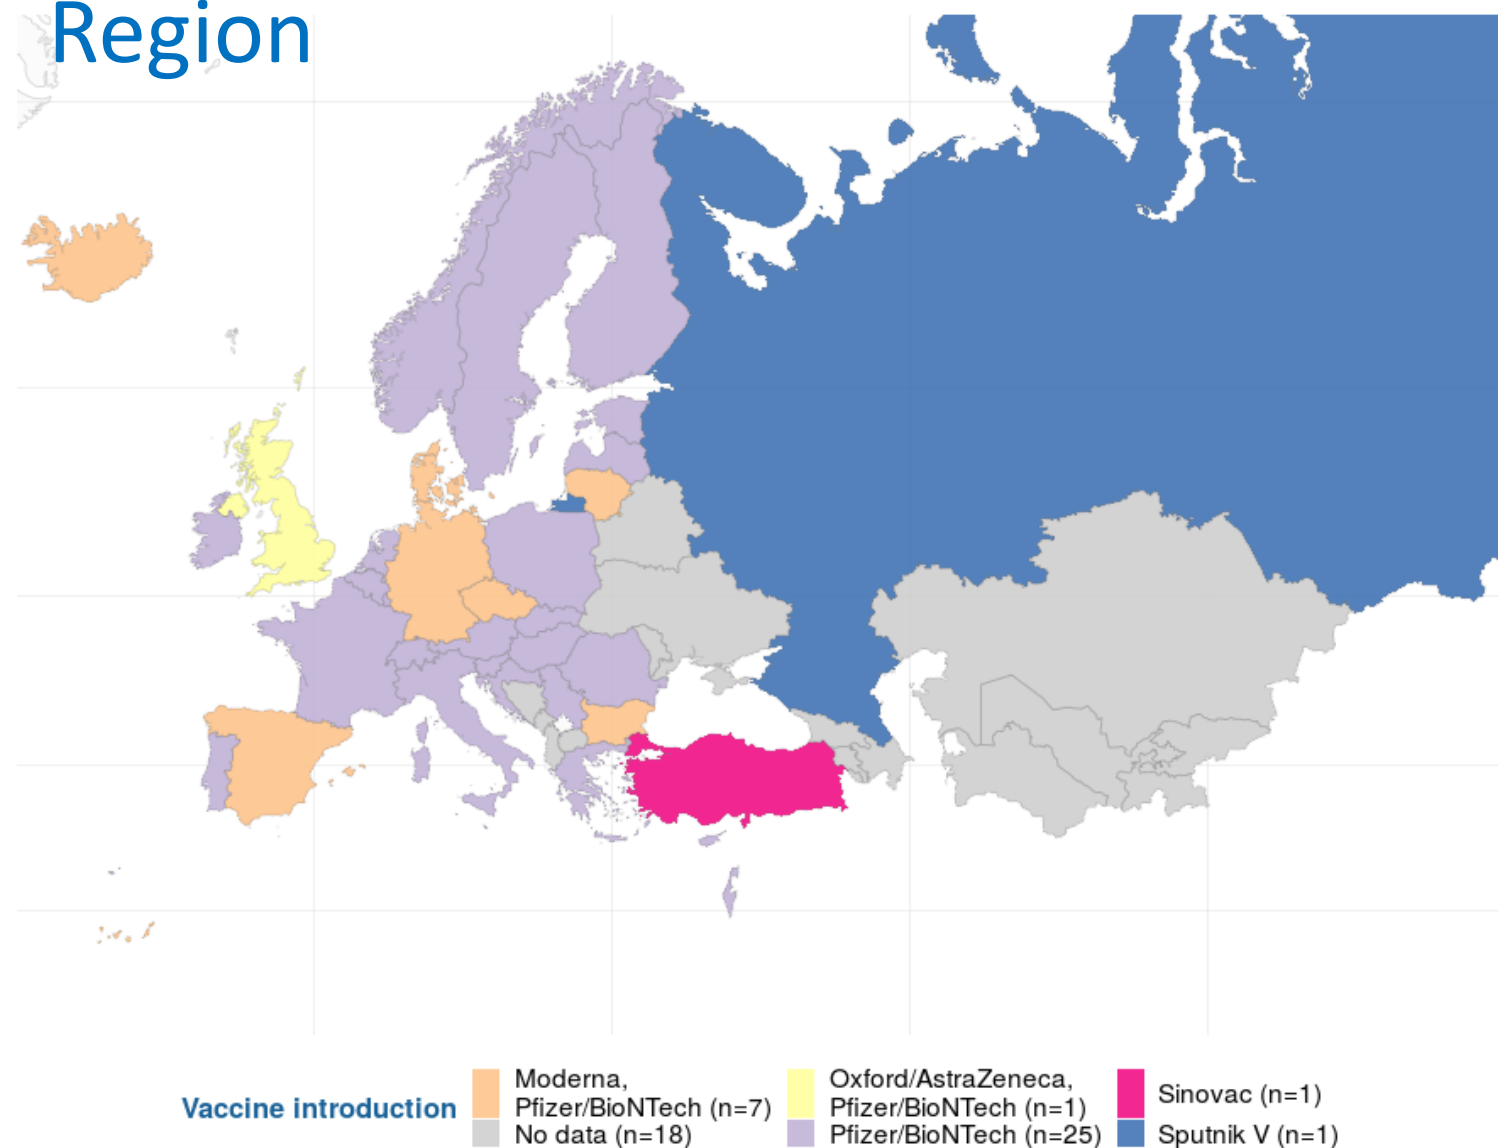 Region
Vaccine introduction
Moderna,
Pfizer/BioNTech (n=7)
No data (n=18)
Oxford/AstraZeneca,
Pfizer/BioNTech (n=1)
Pfizer/BioNTech (n=25)
Sinovac (n=1)
Sputnik V (n=1)